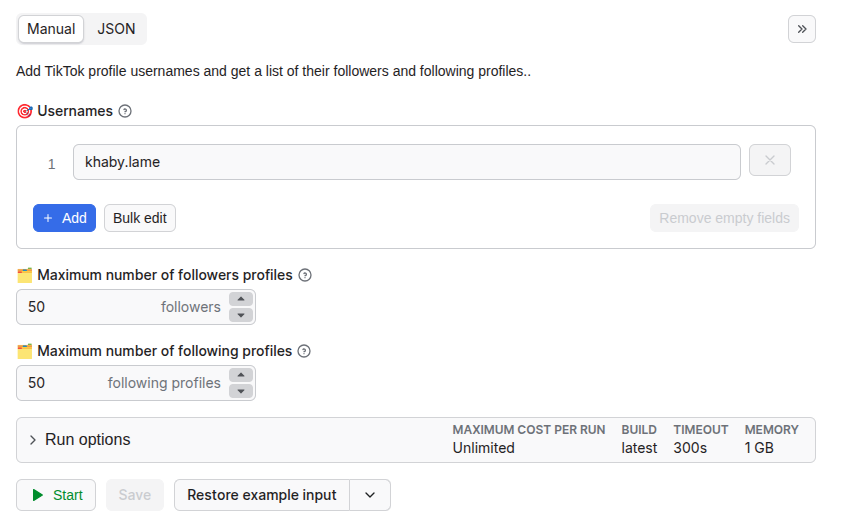 Manual JSON
Add TikTok profile usernames and get a list of their followers and following profiles..
Usernames
1 khaby.lame
+ Add Bulk edit Remove empty fields
Maximum number of followers profiles
50 followers
Maximum number of following profiles
50 following profiles
Run options
MAXIMUM COST PER RUN BUILD TIMEOUT MEMORY
Unlimited latest 300s 1 GB
Start Save Restore example input